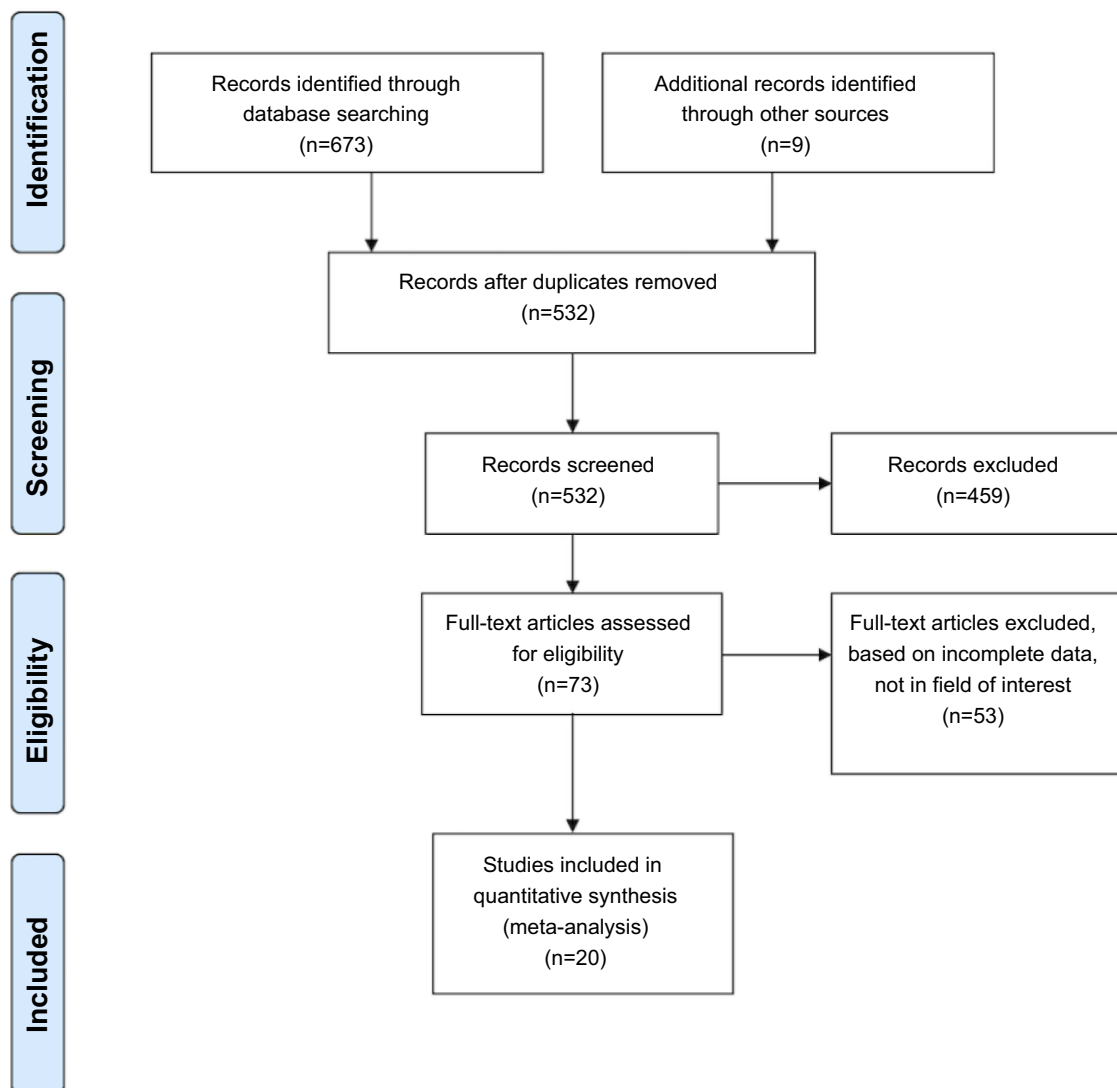 Identification
Records identified through
database searching
(n=673)
Additional records identified
through other sources
(n=9)
Records after duplicates removed
(n=532)
Screening
Records screened
(n=532)
Records excluded
(n=459)
Eligibility
Full-text articles assessed
for eligibility
(n=73)
Full-text articles excluded,
based on incomplete data,
not in field of interest
(n=53)
Included
Studies included in
quantitative synthesis
(meta-analysis)
(n=20)